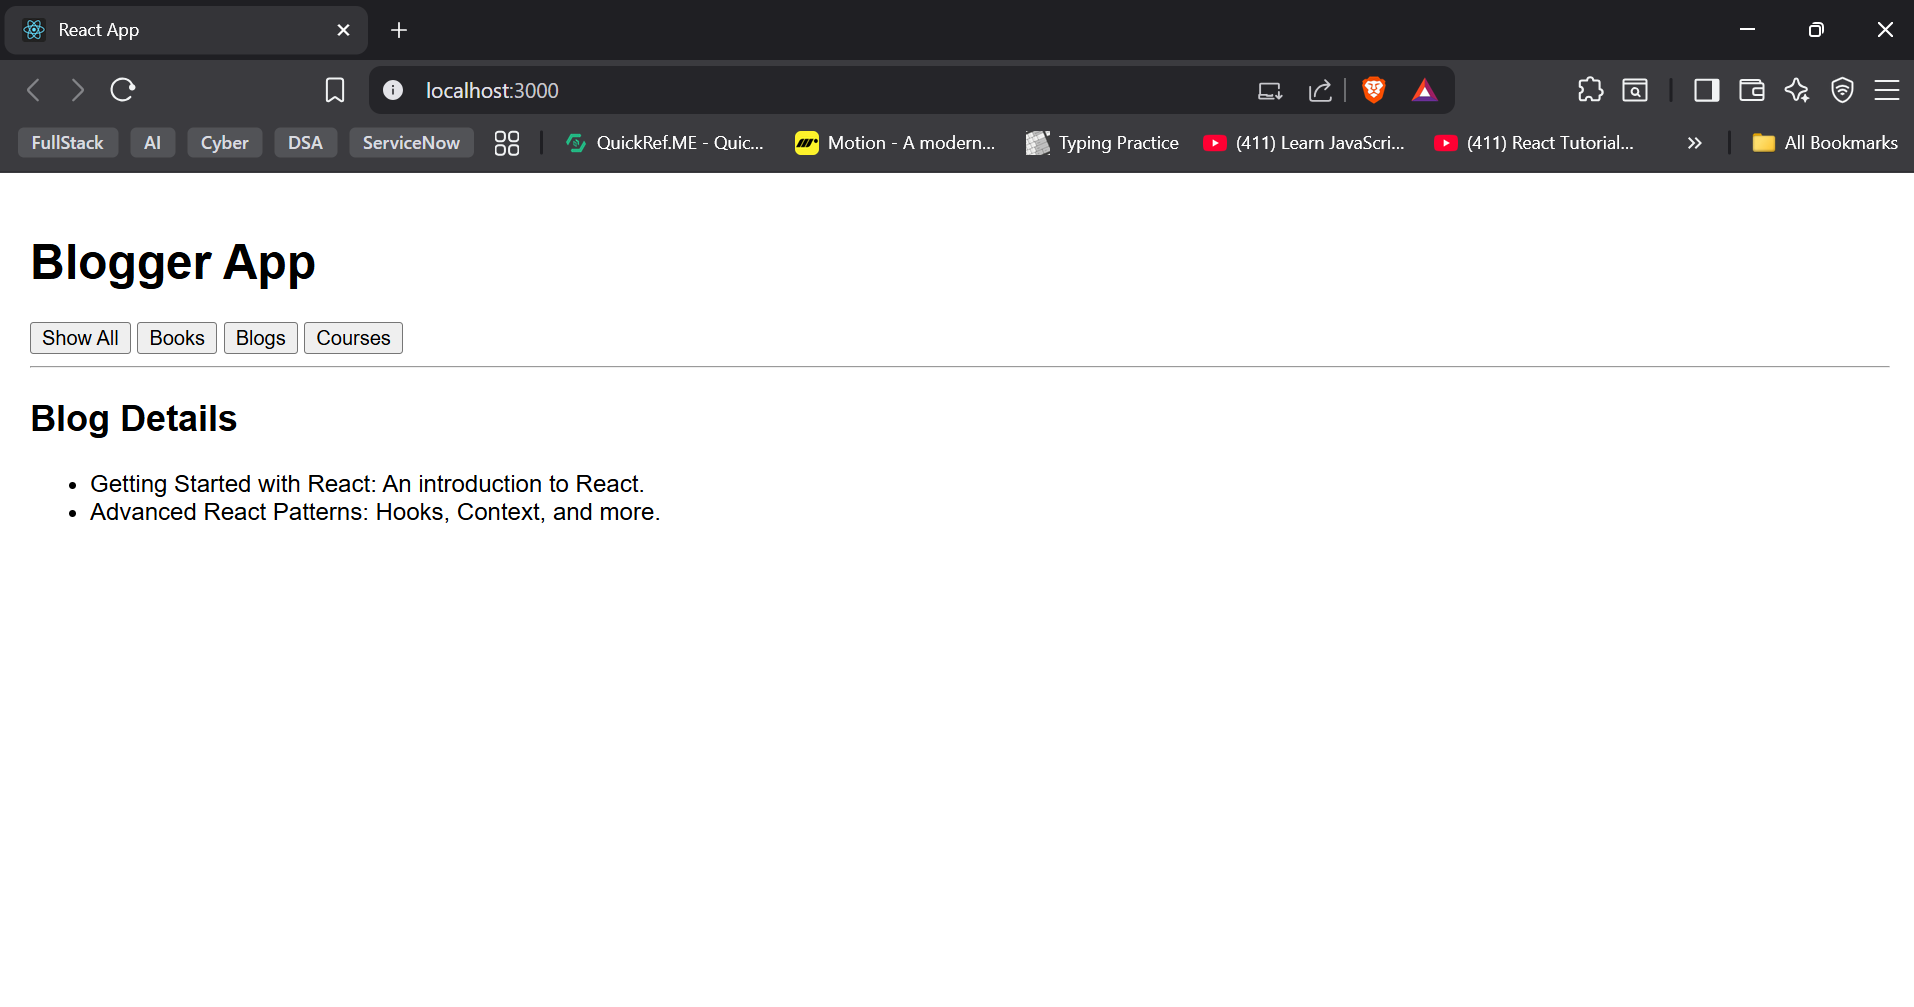 React App
localhost:3000
FullStack AI Cyber DSA ServiceNow QuickRef.ME - Quic... Motion - A modern... Typing Practice (411) Learn JavaScri... (411) React Tutorial... All Bookmarks
Blogger App
Show All Books Blogs Courses
Blog Details
• Getting Started with React: An introduction to React.
• Advanced React Patterns: Hooks, Context, and more.